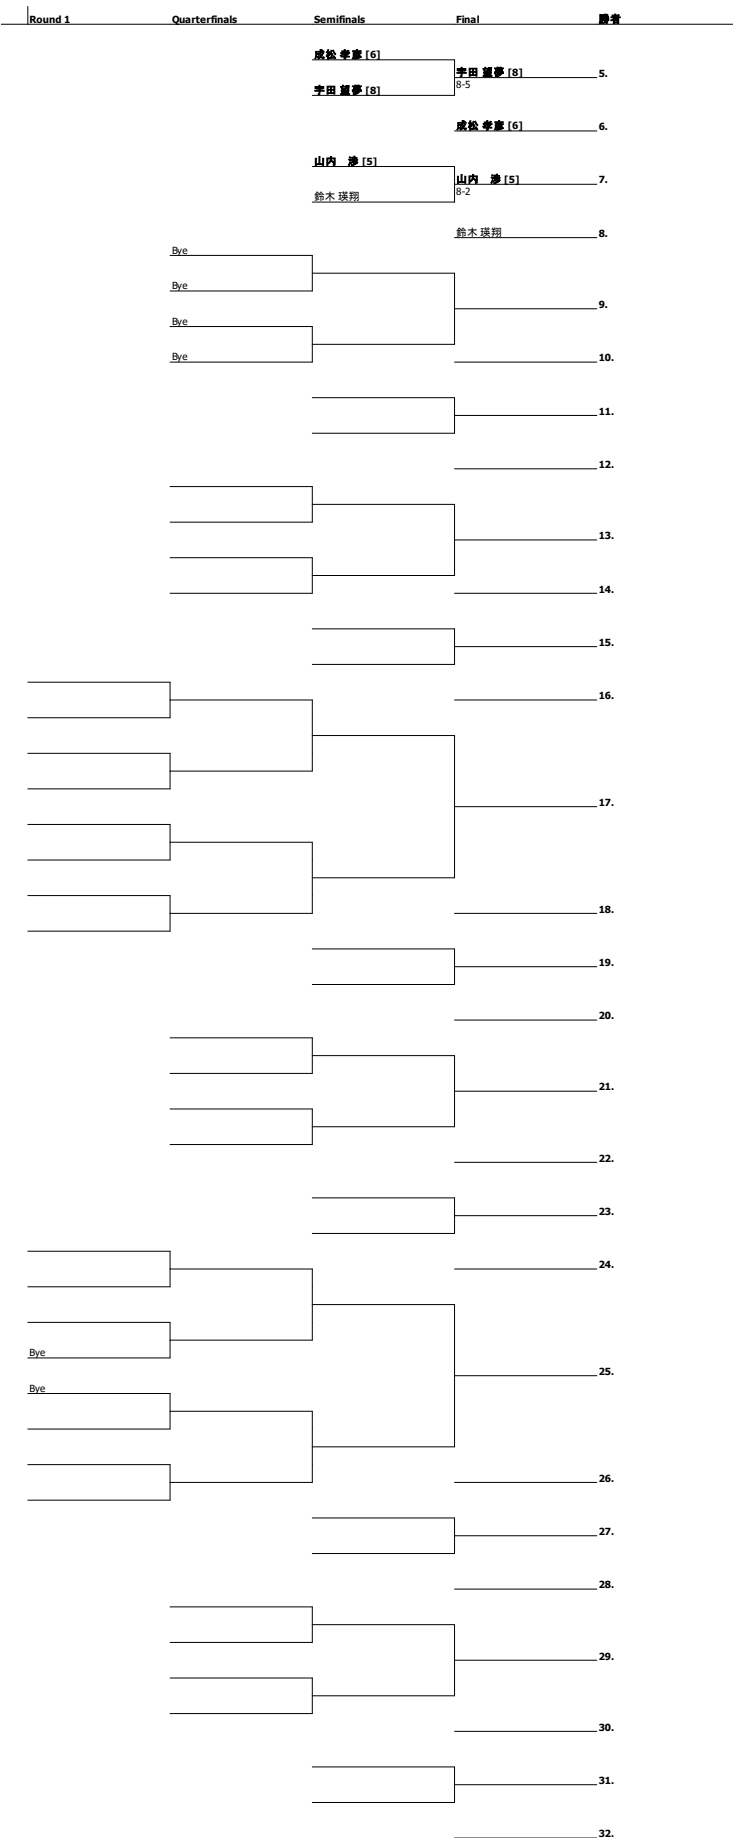 Round 1 Quarterfinals Semifinals Final 勝者
成松 孝彦 [6]
宇田 望夢 [8] 5.
8-5
宇田 望夢 [8]
成松 孝彦 [6] 6.
山内 渉 [5]
山内 渉 [5] 7.
8-2
鈴木 瑛翔
鈴木 瑛翔 8.
Bye
Bye
9.
Bye
Bye 10.
11.
12.
13.
14.
15.
16.
17.
18.
19.
20.
21.
22.
23.
24.
Bye
25.
Bye
26.
27.
28.
29.
30.
31.
32.